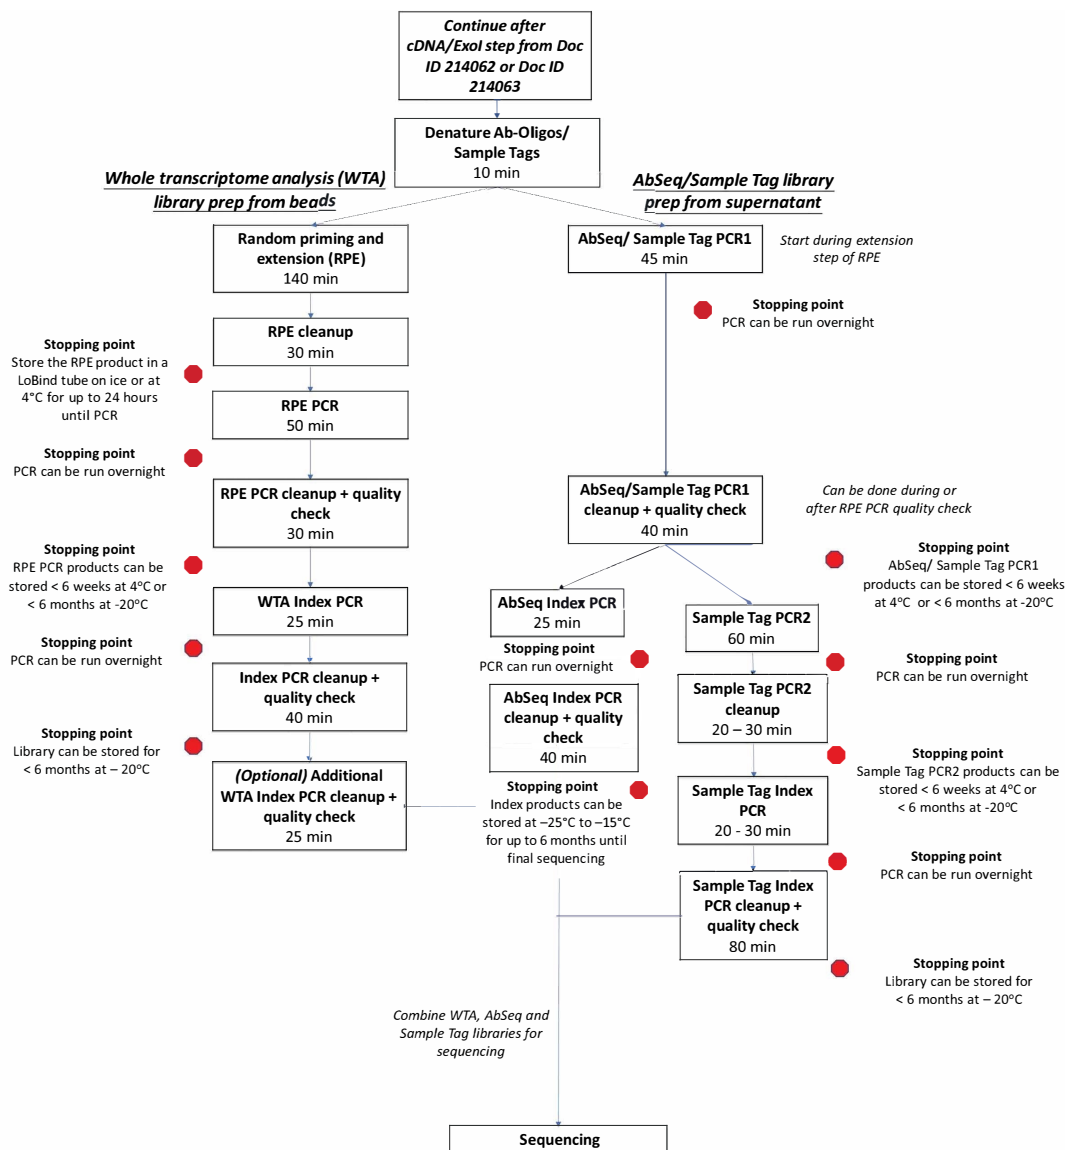 Continue after
cDNA/ExoI step from Doc
ID 214062 or Doc ID
214063
Denature Ab-Oligos/
Sample Tags
10 min
Whole transcriptome analysis (WTA)
library prep from beads
AbSeq/Sample Tag library
prep from supernatant
Random priming and
extension (RPE)
140 min
AbSeq/ Sample Tag PCR1
45 min
Start during extension
step of RPE
Stopping point
PCR can be run overnight
RPE cleanup
30 min
Stopping point
Store the RPE product in a
LoBind tube on ice or at
4°C for up to 24 hours
until PCR
RPE PCR
50 min
Stopping point
PCR can be run overnight
RPE PCR cleanup + quality
check
30 min
AbSeq/Sample Tag PCR1
cleanup + quality check
40 min
Can be done during or
after RPE PCR quality check
Stopping point
RPE PCR products can be
stored < 6 weeks at 4°C or
< 6 months at -20°C
Stopping point
AbSeq/ Sample Tag PCR1
products can be stored < 6 weeks
at 4°C or < 6 months at -20°C
WTA Index PCR
25 min
AbSeq Index PCR
25 min
Sample Tag PCR2
60 min
Stopping point
PCR can be run overnight
Stopping point
PCR can run overnight
Stopping point
PCR can be run overnight
Index PCR cleanup +
quality check
40 min
AbSeq Index PCR
cleanup + quality
check
40 min
Sample Tag PCR2
cleanup
20 – 30 min
Stopping point
Library can be stored for
< 6 months at – 20°C
Stopping point
Sample Tag PCR2 products can be
stored < 6 weeks at 4°C or
< 6 months at -20°C
(Optional) Additional
WTA Index PCR cleanup +
quality check
25 min
Stopping point
Index products can be
stored at –25°C to –15°C
for up to 6 months until
final sequencing
Sample Tag Index
PCR
20 - 30 min
Stopping point
PCR can be run overnight
Sample Tag Index
PCR cleanup +
quality check
80 min
Stopping point
Library can be stored for
< 6 months at – 20°C
Combine WTA, AbSeq and
Sample Tag libraries for
sequencing
Sequencing